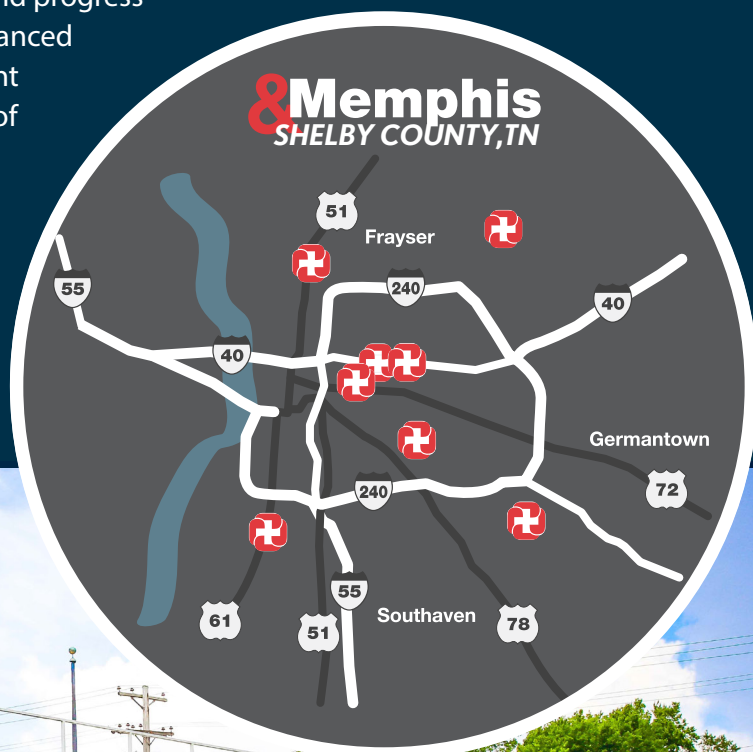 nd progress
anced
nt
of
&Memphis
SHELBY COUNTY,TN
51
Frayser
55
240
40
40
Germantown
240
72
55
61
Southaven
51
78